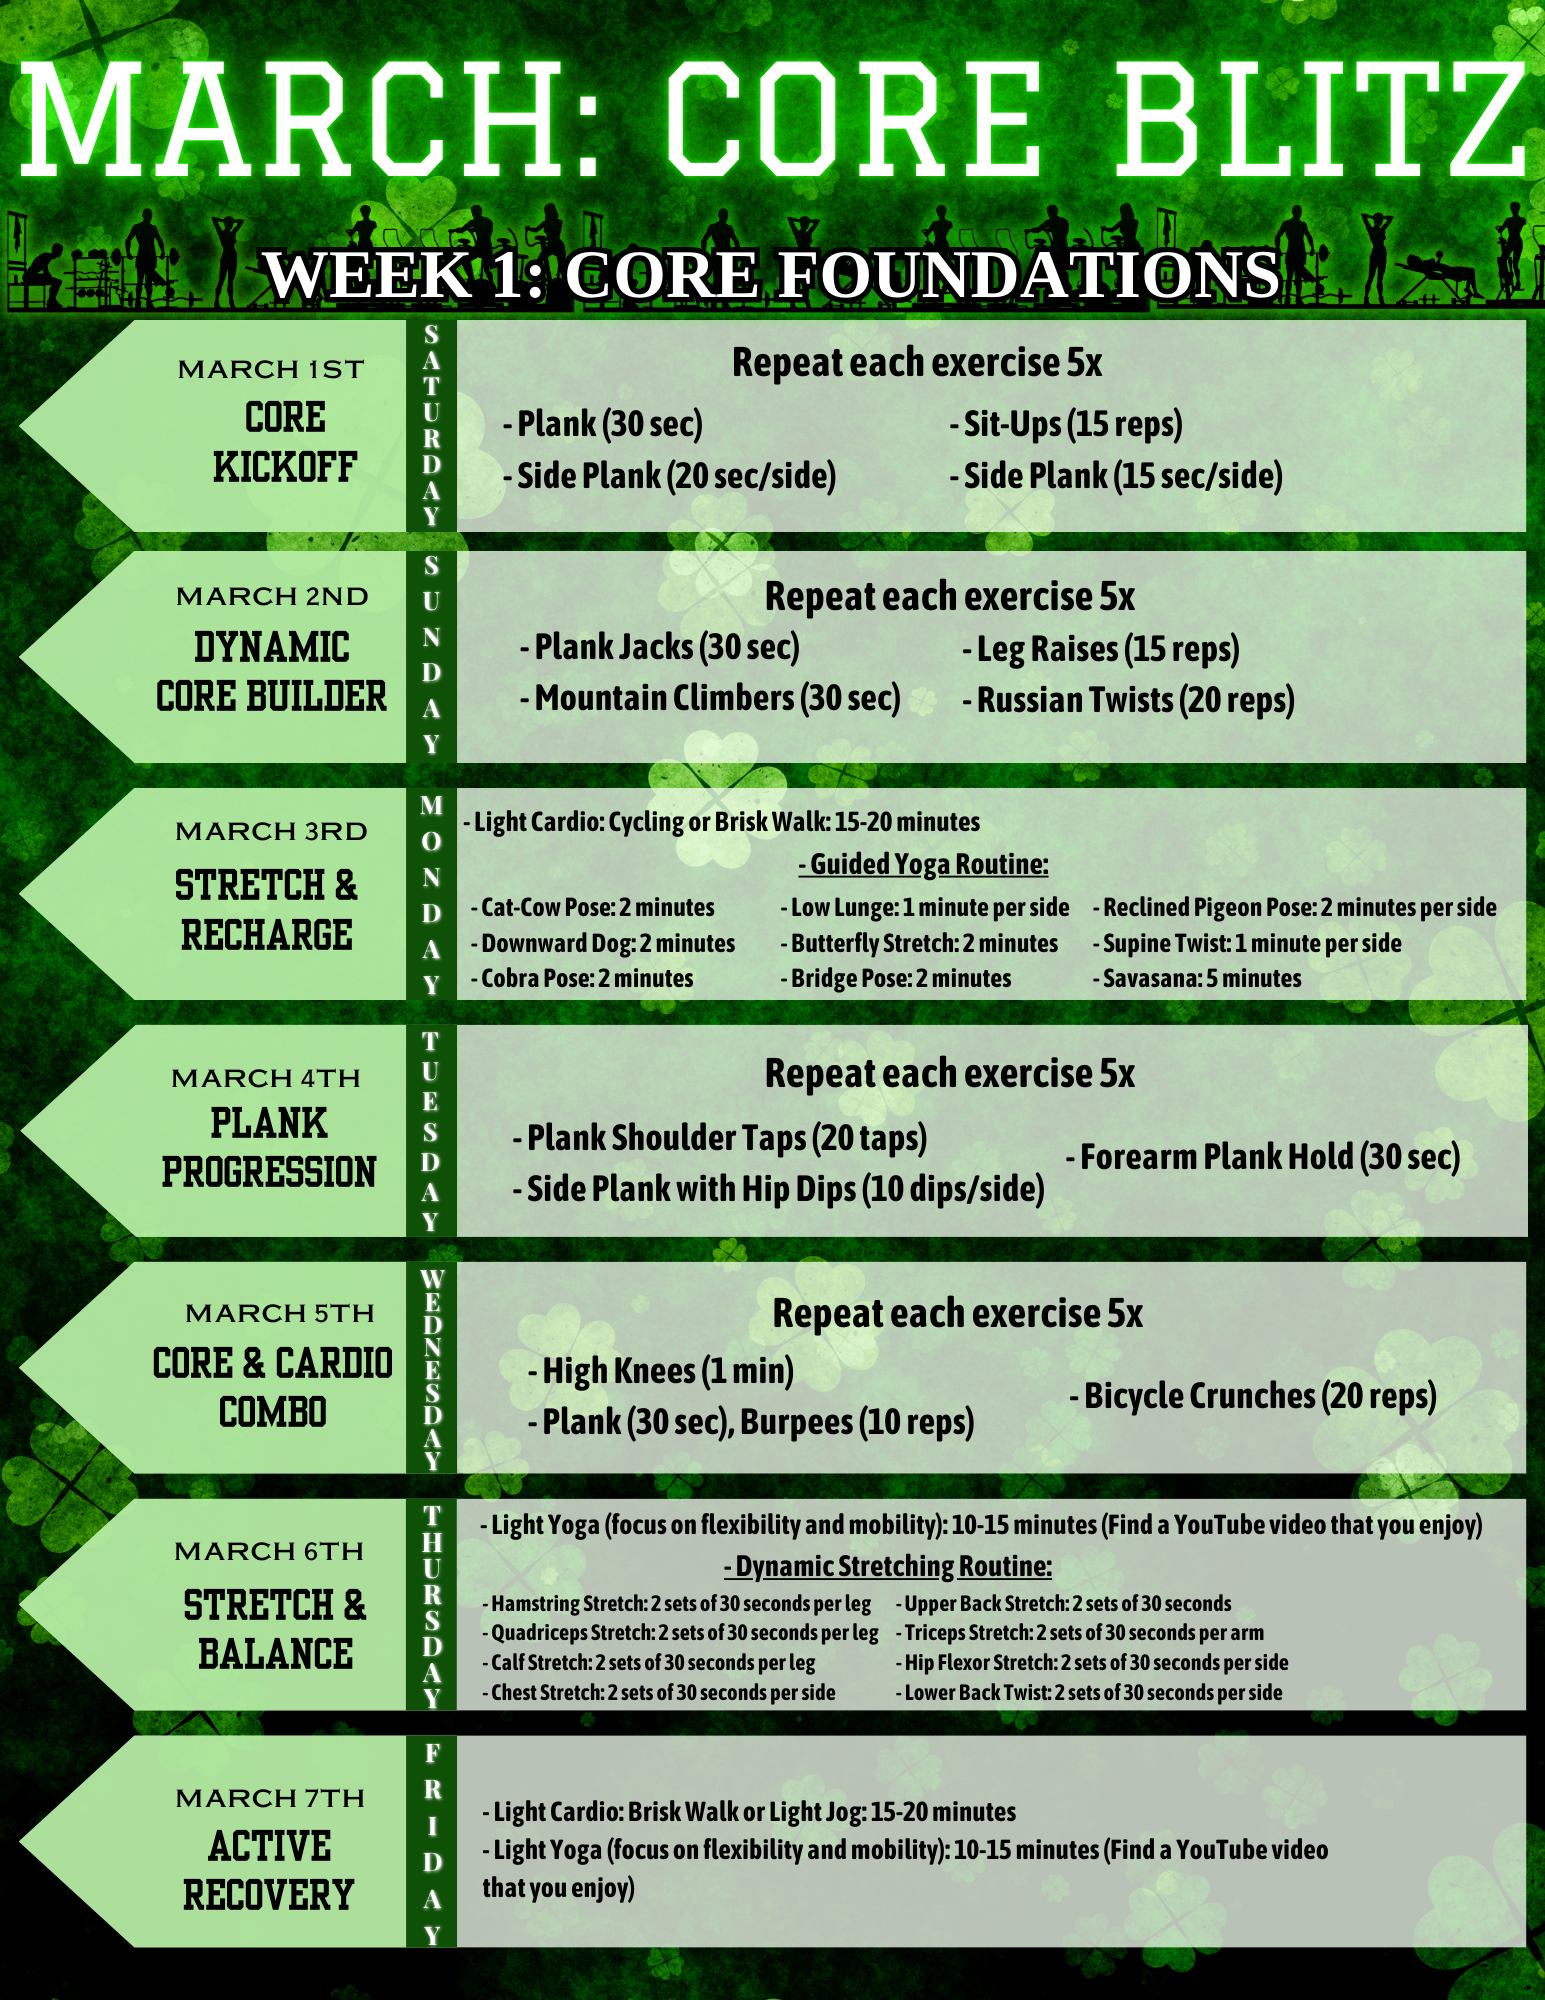 MARCH: CORE BLITZ
WEEK 1: CORE FOUNDATIONS
MARCH 1ST
CORE
KICKOFF
SATURDAY
Repeat each exercise 5x
- Plank (30 sec)
- Side Plank (20 sec/side)
- Sit-Ups (15 reps)
- Side Plank (15 sec/side)
MARCH 2ND
DYNAMIC
CORE BUILDER
SUNDAY
Repeat each exercise 5x
- Plank Jacks (30 sec)
- Mountain Climbers (30 sec)
- Leg Raises (15 reps)
- Russian Twists (20 reps)
MARCH 3RD
STRETCH &
RECHARGE
MONDAY
- Light Cardio: Cycling or Brisk Walk: 15-20 minutes
- Guided Yoga Routine:
- Cat-Cow Pose: 2 minutes
- Downward Dog: 2 minutes
- Cobra Pose: 2 minutes
- Low Lunge: 1 minute per side
- Butterfly Stretch: 2 minutes
- Bridge Pose: 2 minutes
- Reclined Pigeon Pose: 2 minutes per side
- Supine Twist: 1 minute per side
- Savasana: 5 minutes
MARCH 4TH
PLANK
PROGRESSION
TUESDAY
Repeat each exercise 5x
- Plank Shoulder Taps (20 taps)
- Side Plank with Hip Dips (10 dips/side)
- Forearm Plank Hold (30 sec)
MARCH 5TH
CORE & CARDIO
COMBO
WEDNESDAY
Repeat each exercise 5x
- High Knees (1 min)
- Plank (30 sec), Burpees (10 reps)
- Bicycle Crunches (20 reps)
MARCH 6TH
STRETCH &
BALANCE
THURSDAY
- Light Yoga (focus on flexibility and mobility): 10-15 minutes (Find a YouTube video that you enjoy)
- Dynamic Stretching Routine:
- Hamstring Stretch: 2 sets of 30 seconds per leg
- Quadriceps Stretch: 2 sets of 30 seconds per leg
- Calf Stretch: 2 sets of 30 seconds per leg
- Chest Stretch: 2 sets of 30 seconds per side
- Upper Back Stretch: 2 sets of 30 seconds
- Triceps Stretch: 2 sets of 30 seconds per arm
- Hip Flexor Stretch: 2 sets of 30 seconds per side
- Lower Back Twist: 2 sets of 30 seconds per side
MARCH 7TH
ACTIVE
RECOVERY
FRIDAY
- Light Cardio: Brisk Walk or Light Jog: 15-20 minutes
- Light Yoga (focus on flexibility and mobility): 10-15 minutes (Find a YouTube video
that you enjoy)